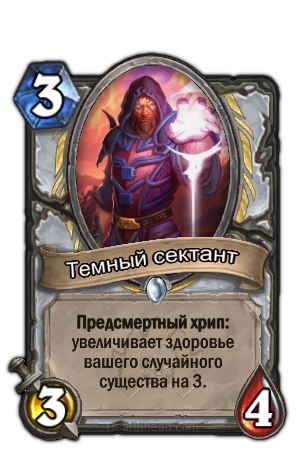 3
Темный сектант
Предсмертный хрип:
увеличивает здоровье
вашего случайного
существа на 3.
3
4